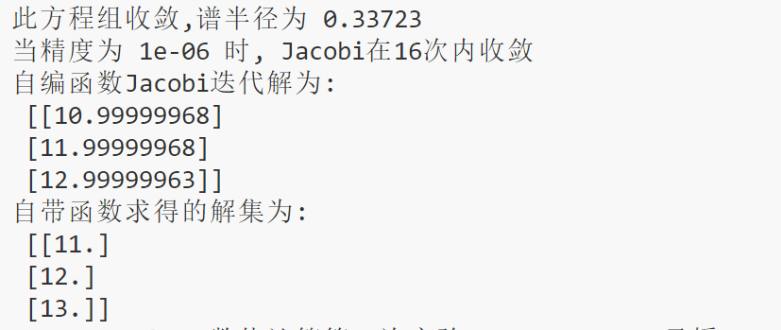 此方程组收敛,谱半径为 0.33723
当精度为 1e-06 时, Jacobi在16次内收敛
自编函数Jacobi迭代解为:
[[10.99999968]
[11.99999968]
[12.99999963]]
自带函数求得的解集为:
[[11.]
[12.]
[13.]]